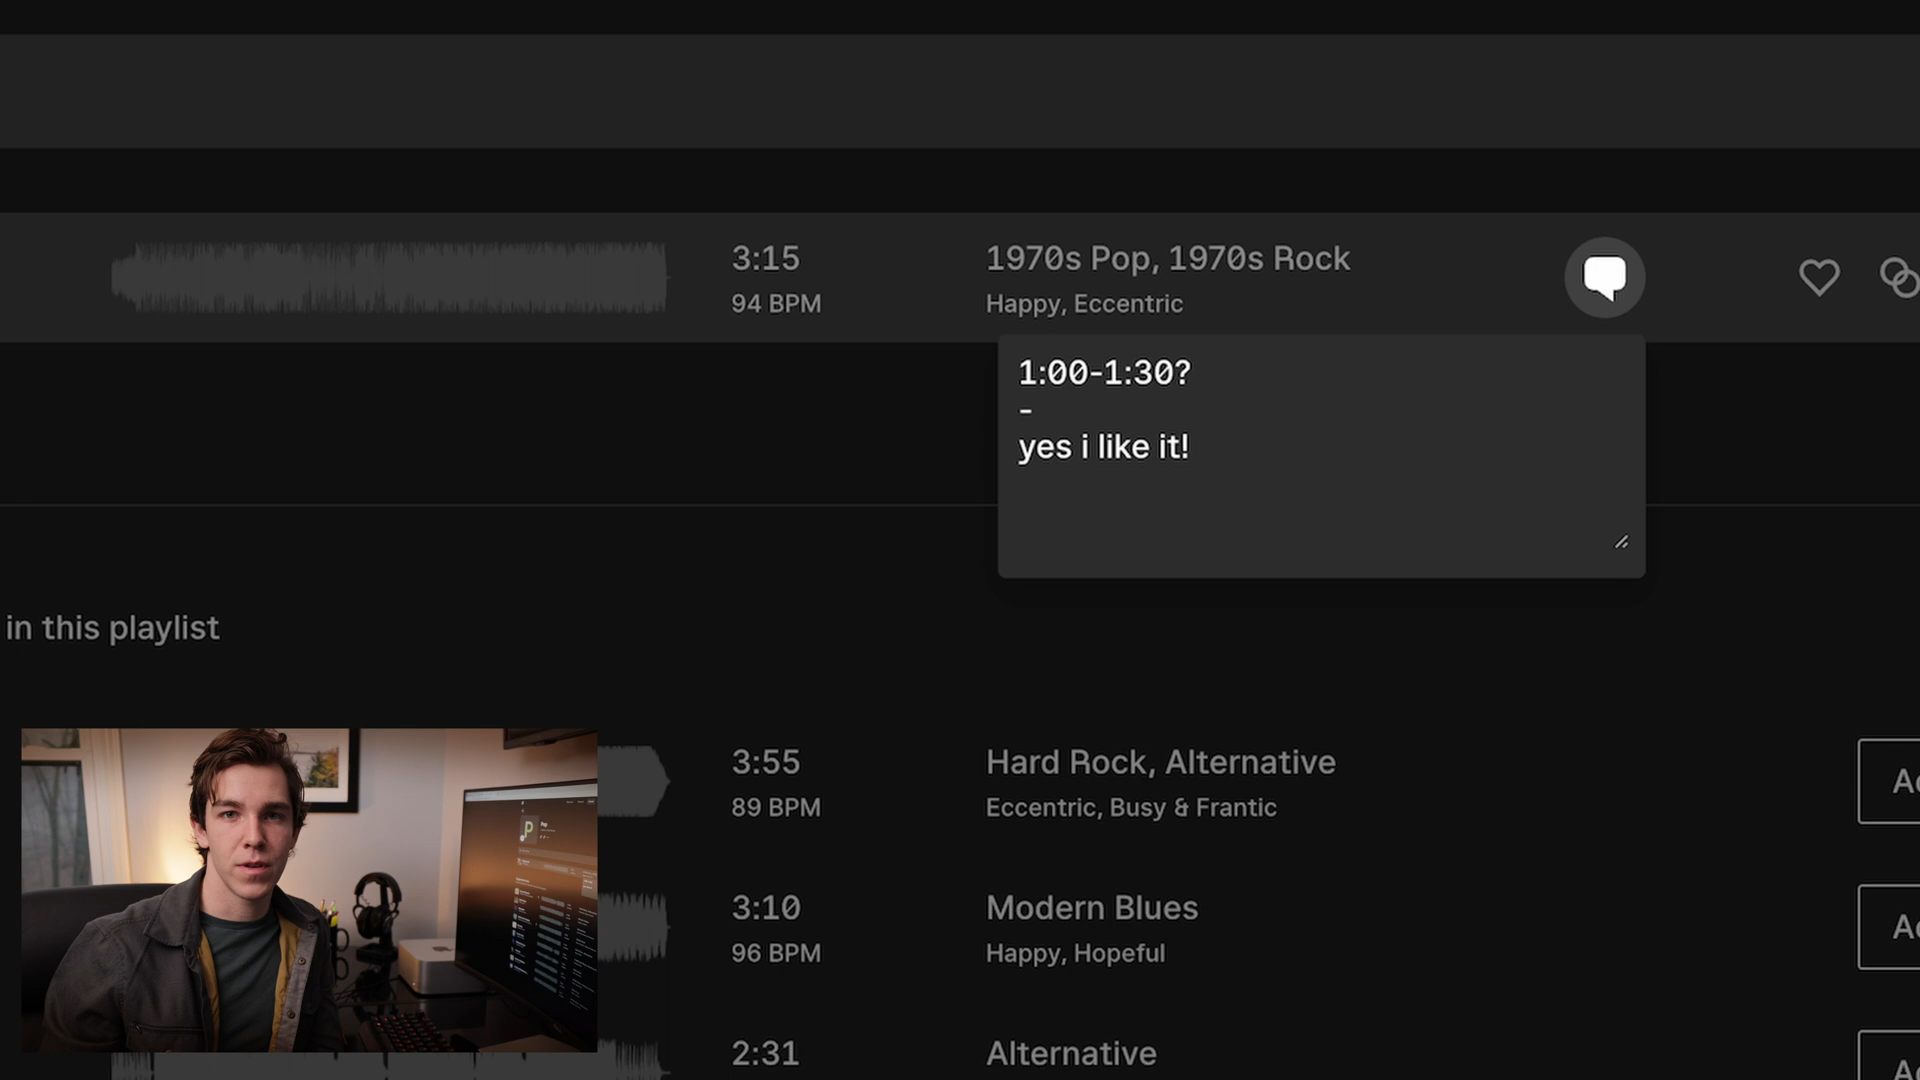 3:15
1970s Pop, 1970s Rock
94 BPM
Happy, Eccentric
1:00-1:30?
-
yes i like it!
in this playlist
3:55
Hard Rock, Alternative
89 BPM
Eccentric, Busy & Frantic
3:10
Modern Blues
96 BPM
Happy, Hopeful
2:31
Alternative
P
Pop